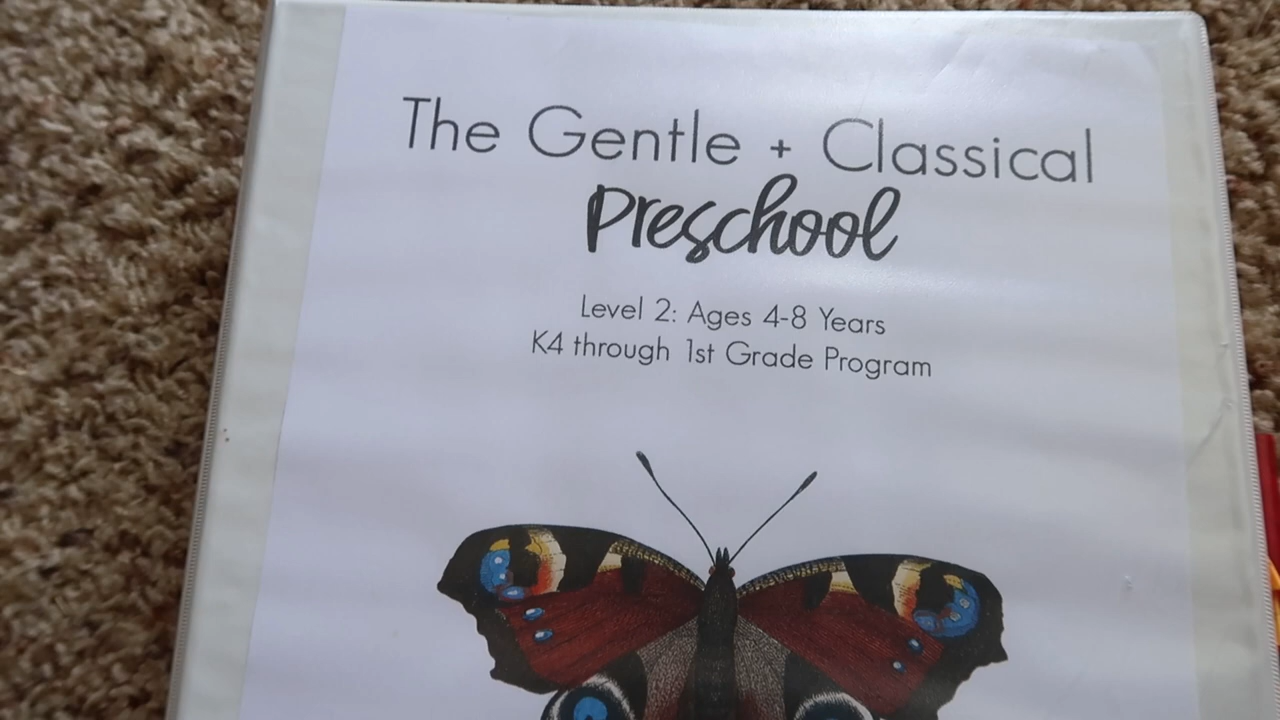 The Gentle + Classical
Preschool
Level 2: Ages 4-8 Years
K4 through 1st Grade Program